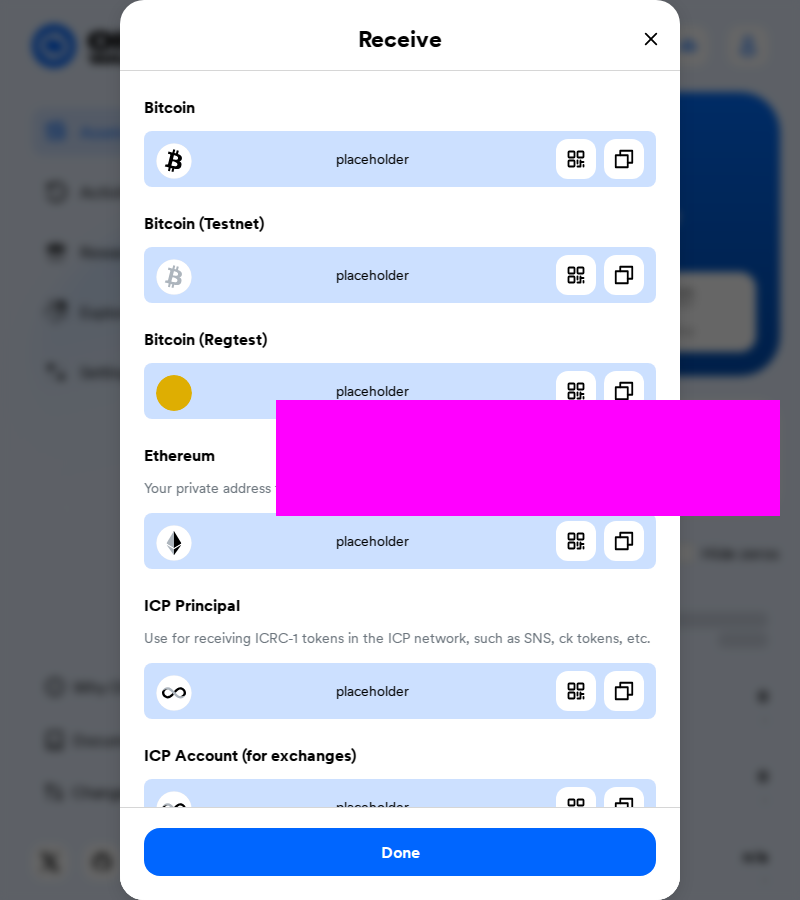 Receive
Bitcoin
placeholder
Bitcoin (Testnet)
placeholder
Bitcoin (Regtest)
placeholder
Ethereum
Your private address
placeholder
ICP Principal
Use for receiving ICRC-1 tokens in the ICP network, such as SNS, ck tokens, etc.
placeholder
ICP Account (for exchanges)
placeholder
Done